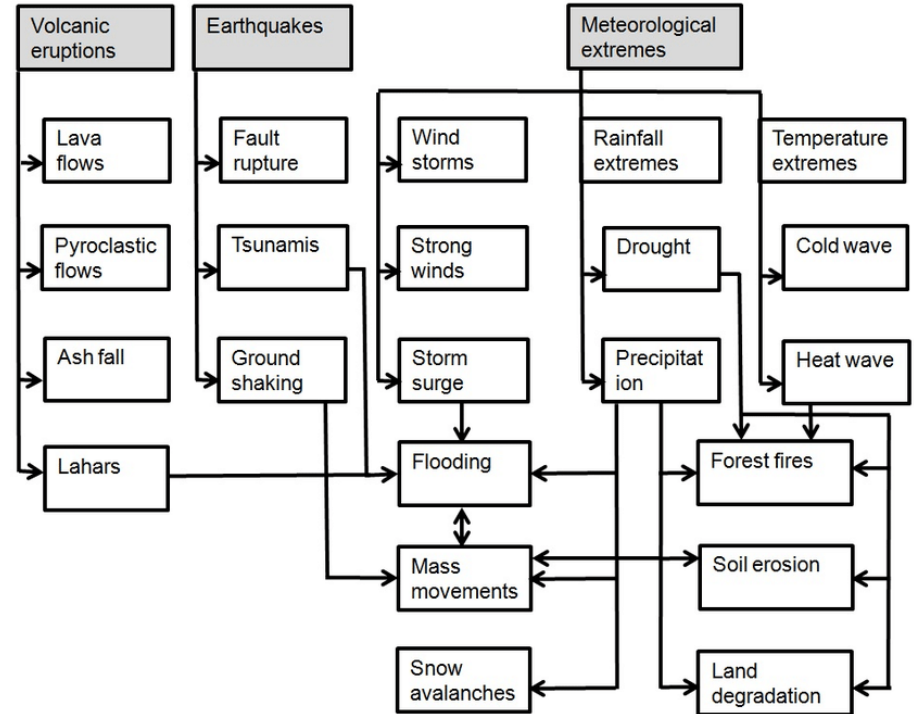 Volcanic
eruptions
Earthquakes
Meteorological
extremes
Lava
flows
Fault
rupture
Wind
storms
Rainfall
extremes
Temperature
extremes
Pyroclastic
flows
Tsunamis
Strong
winds
Drought
Cold wave
Ash fall
Ground
shaking
Storm
surge
Precipitat
ion
Heat wave
Lahars
Flooding
Forest fires
Mass
movements
Soil erosion
Snow
avalanches
Land
degradation